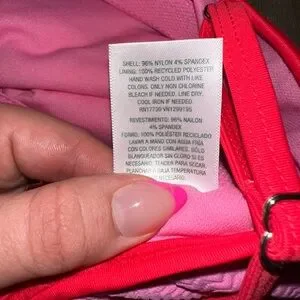 SHELL: 96% NYLON 4% SPANDEX
LINING: 100% RECYCLED POLYESTER
HAND WASH COLD WITH LIKE
COLORS. ONLY NON CHLORINE
BLEACH IF NEEDED. LINE DRY.
COOL IRON IF NEEDED.
RN17730 VN1299135
REVESTIMIENTO: 96% NAILON
4% SPANDEX
FORRO: 100% POLIÉSTER RECICLADO
LAVAR A MANO CON AGUA FRÍA
CON COLORES SIMILARES. SÓLO
BLANQUEADOR SIN CLORO SI ES
NECESARIO. TENDER PARA SECAR.
PLANCHAR A BAJA TEMPERATURA
NECESARIO.